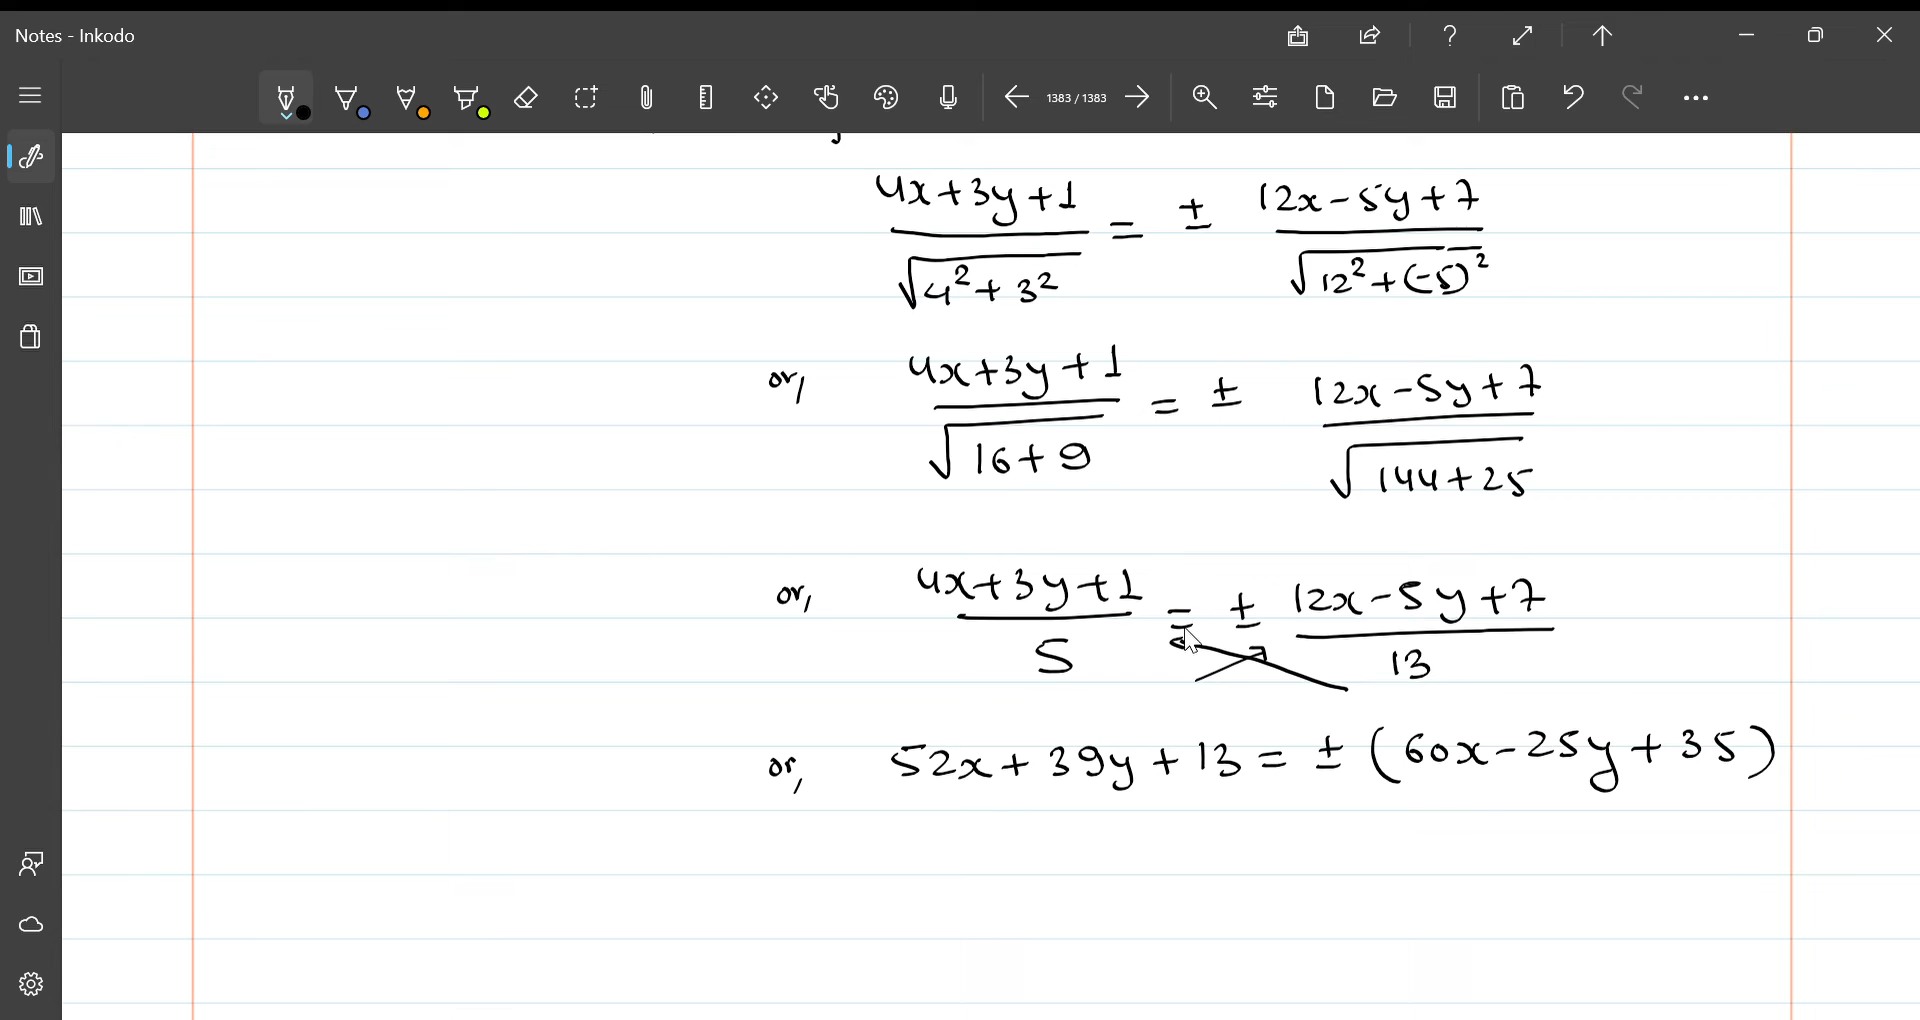 Notes - Inkodo
1383 / 1383
4x+3y+1 / √(4²+3²) = ± 12x-5y+7 / √(12²+(-5)²)
or, 4x+3y+1 / √(16+9) = ± 12x-5y+7 / √(144+25)
or, 4x+3y+1 / 5 = ± 12x-5y+7 / 13
or, 52x+39y+13 = ± (60x-25y+35)